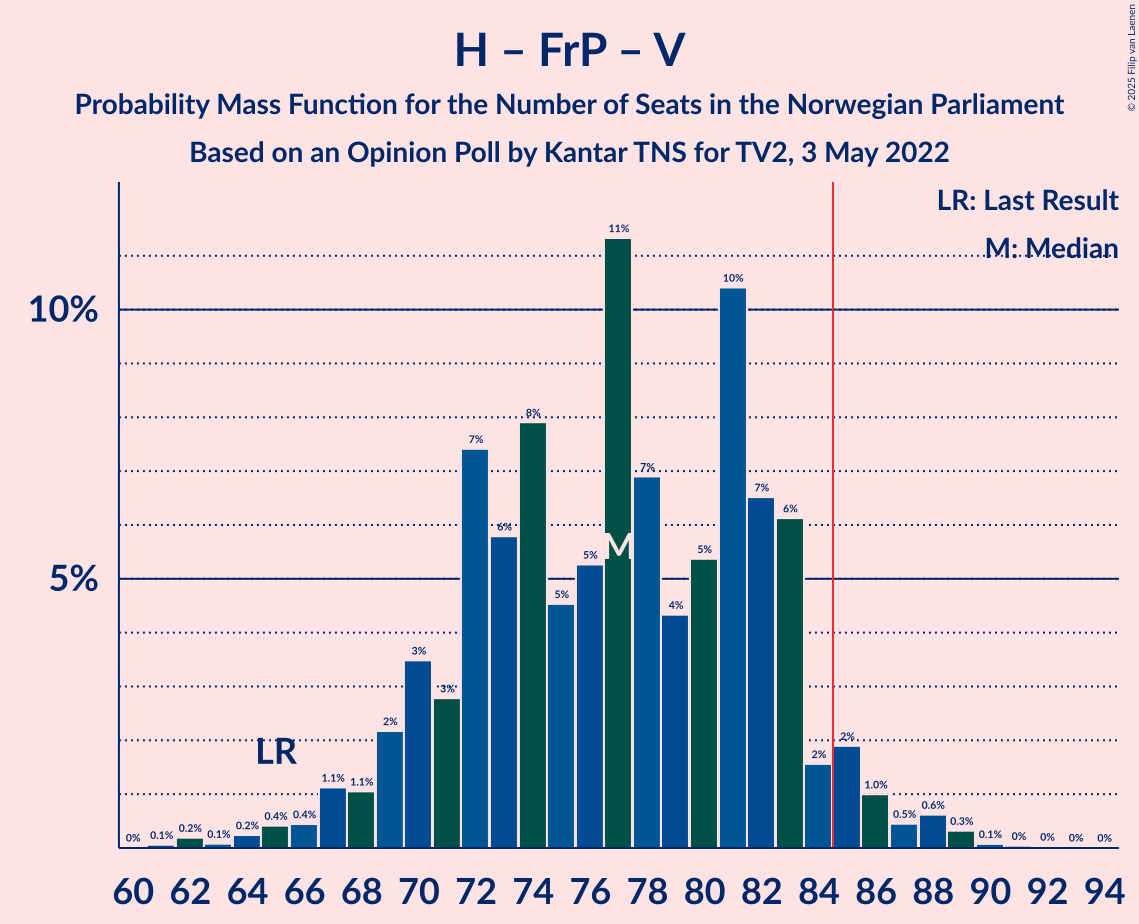 H – FrP – V
Probability Mass Function for the Number of Seats in the Norwegian Parliament
Based on an Opinion Poll by Kantar TNS for TV2, 3 May 2022
© 2025 Filip van Laenen
LR: Last Result
M: Median
10%
5%
LR
M
0% 0.1% 0.2% 0.1% 0.2% 0.4% 0.4% 1.1% 1.1% 2% 3% 3% 7% 6% 8% 5% 5% 11% 7% 4% 5% 10% 7% 6% 2% 2% 1.0% 0.5% 0.6% 0.3% 0.1% 0% 0% 0% 0%
60 62 64 66 68 70 72 74 76 78 80 82 84 86 88 90 92 94